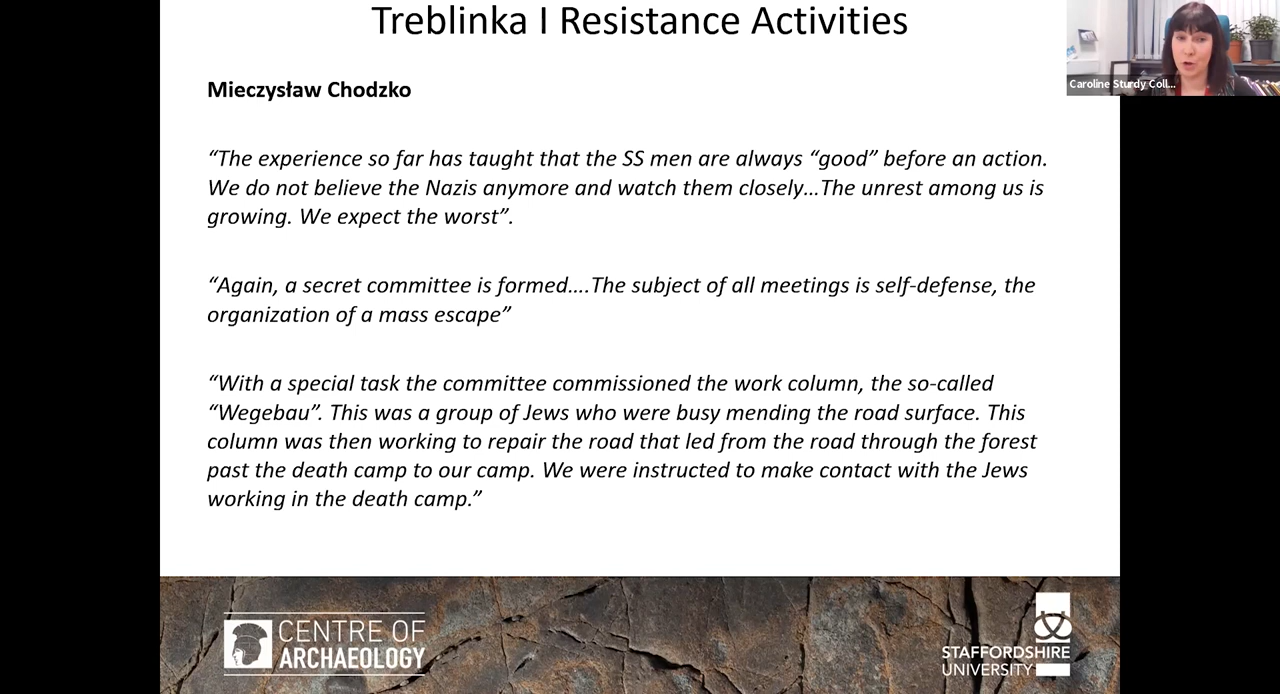 Treblinka I Resistance Activities
Caroline Sturdy Coll...
Mieczysław Chodzko
“The experience so far has taught that the SS men are always “good” before an action.
We do not believe the Nazis anymore and watch them closely…The unrest among us is
growing. We expect the worst”.
“Again, a secret committee is formed….The subject of all meetings is self-defense, the
organization of a mass escape”
“With a special task the committee commissioned the work column, the so-called
“Wegebau”. This was a group of Jews who were busy mending the road surface. This
column was then working to repair the road that led from the road through the forest
past the death camp to our camp. We were instructed to make contact with the Jews
working in the death camp.”
CENTRE OF
ARCHAEOLOGY
STAFFORDSHIRE
UNIVERSITY